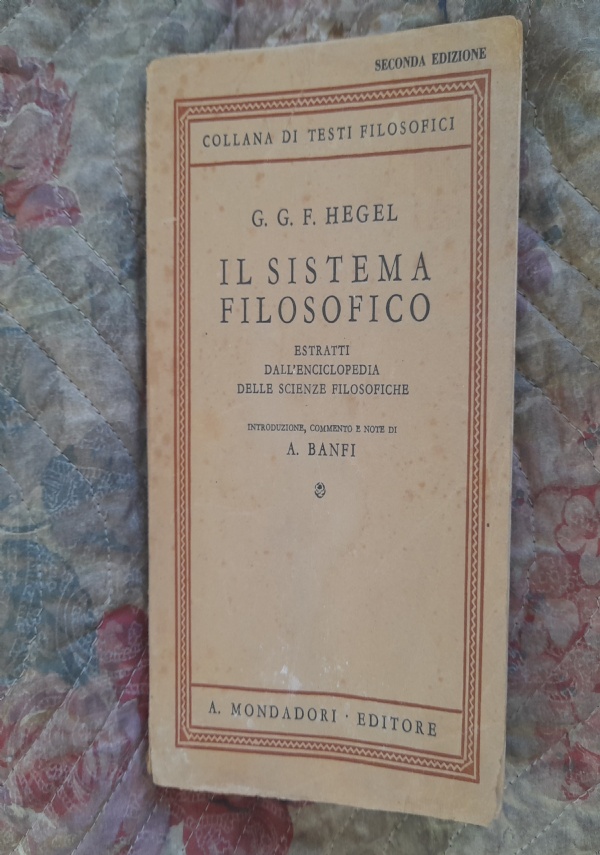 SECONDA EDIZIONE
COLLANA DI TESTI FILOSOFICI
G. G. F. HEGEL
IL SISTEMA
FILOSOFICO
ESTRATTI
DALL'ENCICLOPEDIA
DELLE SCIENZE FILOSOFICHE
INTRODUZIONE, COMMENTO E NOTE DI
A. BANFI
A. MONDADORI · EDITORE